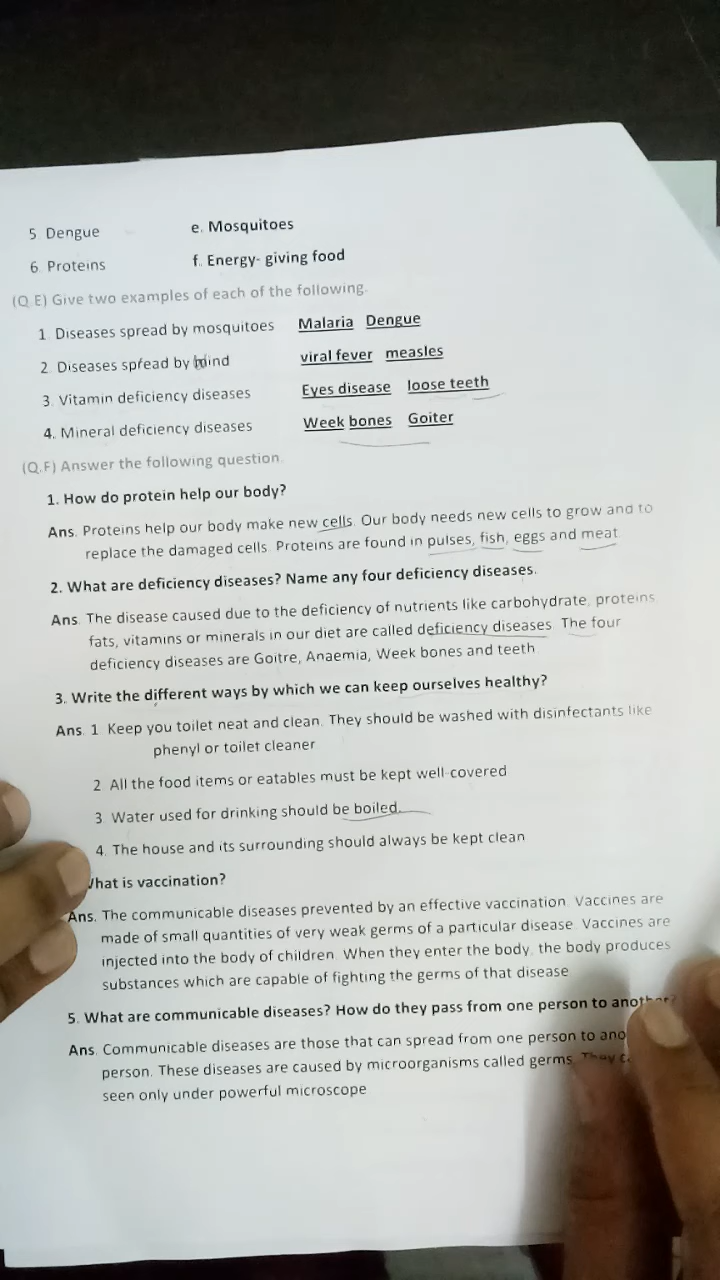 5 Dengue e. Mosquitoes
6. Proteins f. Energy- giving food
(Q.E) Give two examples of each of the following.
1 Diseases spread by mosquitoes Malaria Dengue
2. Diseases spread by viral fever measles
3. Vitamin deficiency diseases Eyes disease loose teeth
4. Mineral deficiency diseases Week bones Goiter
(Q.F) Answer the following question.
1. How do protein help our body?
Ans. Proteins help our body make new cells. Our body needs new cells to grow and to
replace the damaged cells. Proteins are found in pulses, fish, eggs and meat.
2. What are deficiency diseases? Name any four deficiency diseases.
Ans. The disease caused due to the deficiency of nutrients like carbohydrate, proteins
fats, vitamins or minerals in our diet are called deficiency diseases. The four
deficiency diseases are Goitre, Anaemia, Week bones and teeth
3. Write the different ways by which we can keep ourselves healthy?
Ans. 1 Keep you toilet neat and clean. They should be washed with disinfectants like
phenyl or toilet cleaner
2 All the food items or eatables must be kept well-covered
3 Water used for drinking should be boiled.
4. The house and its surrounding should always be kept clean
What is vaccination?
Ans. The communicable diseases prevented by an effective vaccination. Vaccines are
made of small quantities of very weak germs of a particular disease. Vaccines are
injected into the body of children. When they enter the body, the body produces
substances which are capable of fighting the germs of that disease
5. What are communicable diseases? How do they pass from one person to another?
Ans. Communicable diseases are those that can spread from one person to ano
person. These diseases are caused by microorganisms called germs. They
seen only under powerful microscope